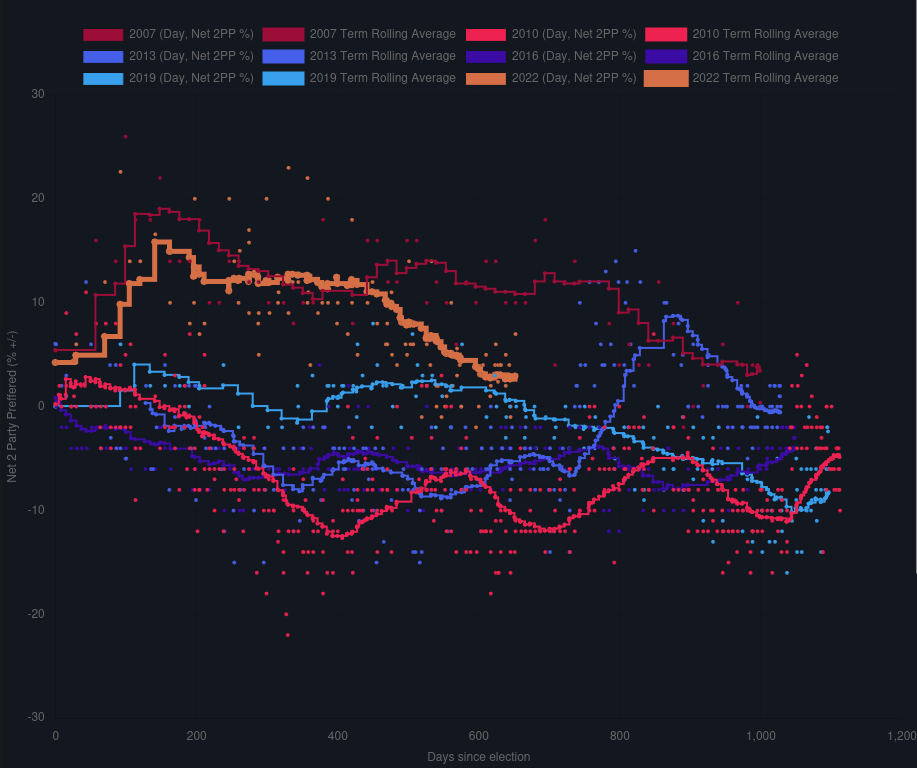 2007 (Day, Net 2PP %) 2007 Term Rolling Average 2010 (Day, Net 2PP %) 2010 Term Rolling Average
2013 (Day, Net 2PP %) 2013 Term Rolling Average 2016 (Day, Net 2PP %) 2016 Term Rolling Average
2019 (Day, Net 2PP %) 2019 Term Rolling Average 2022 (Day, Net 2PP %) 2022 Term Rolling Average
Net 2 Party Preffered (% +/-)
30
20
10
0
-10
-20
-30
0 200 400 600 800 1,000 1,200
Days since election